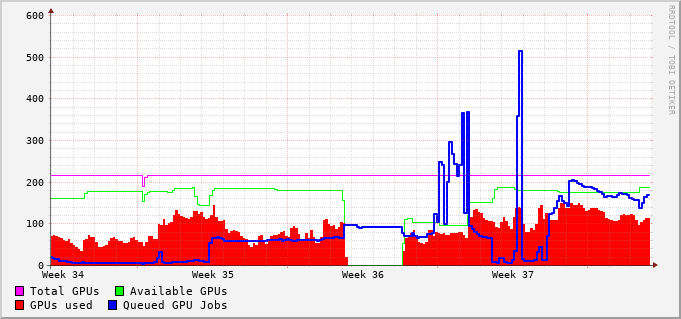 600
500
400
300
200
100
0
Week 34 Week 35 Week 36 Week 37
Total GPUs Available GPUs
GPUs used Queued GPU Jobs
RRDTOOL / TOBI OETIKER